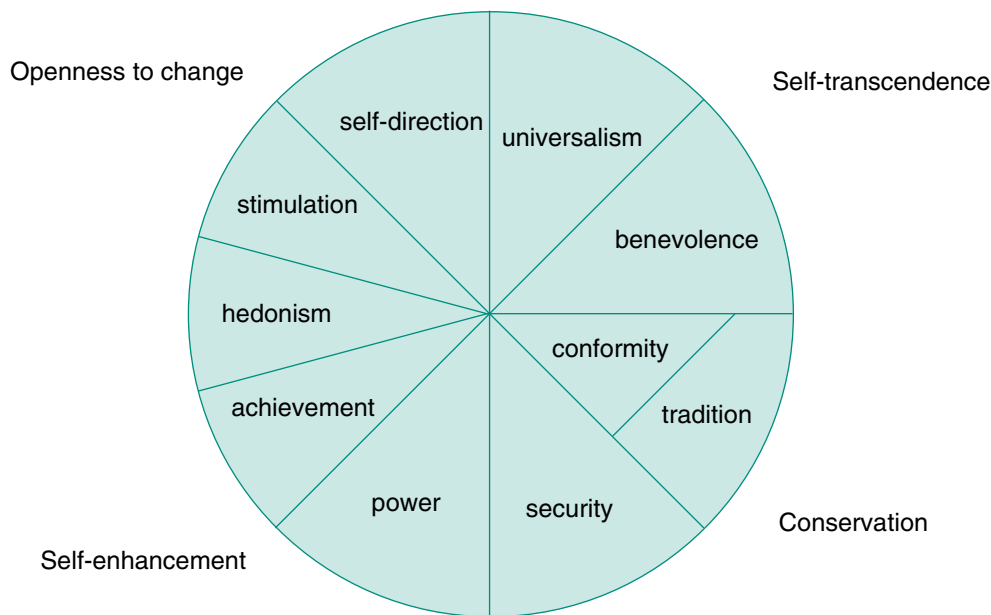 Openness to change
Self-transcendence
self-direction
universalism
stimulation
benevolence
hedonism
conformity
achievement
tradition
power
security
Self-enhancement
Conservation